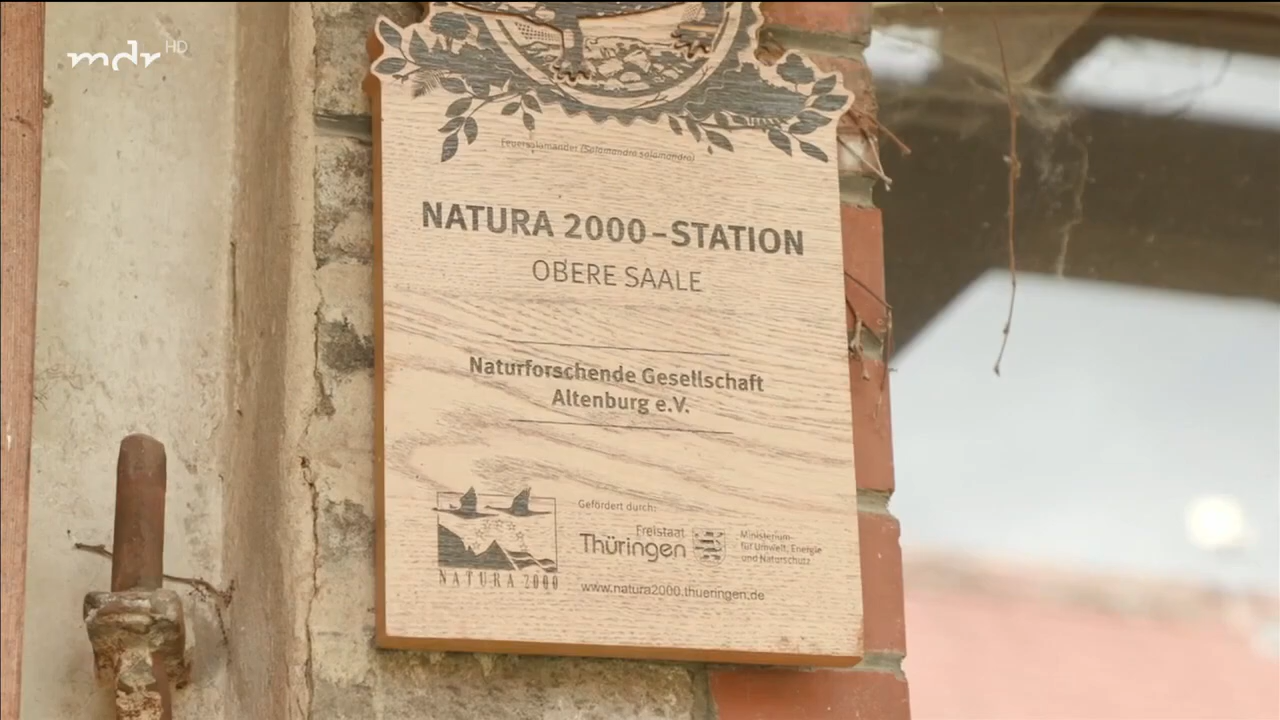 mdr HD
Feuersalamander (Salamandra salamandra)
NATURA 2000–STATION
OBERE SAALE
Naturforschende Gesellschaft
Altenburg e.V.
Gefördert durch:
Freistaat
Thüringen
Ministerium
für Umwelt, Energie
und Naturschutz
NATURA 2000
www.natura2000.thueringen.de